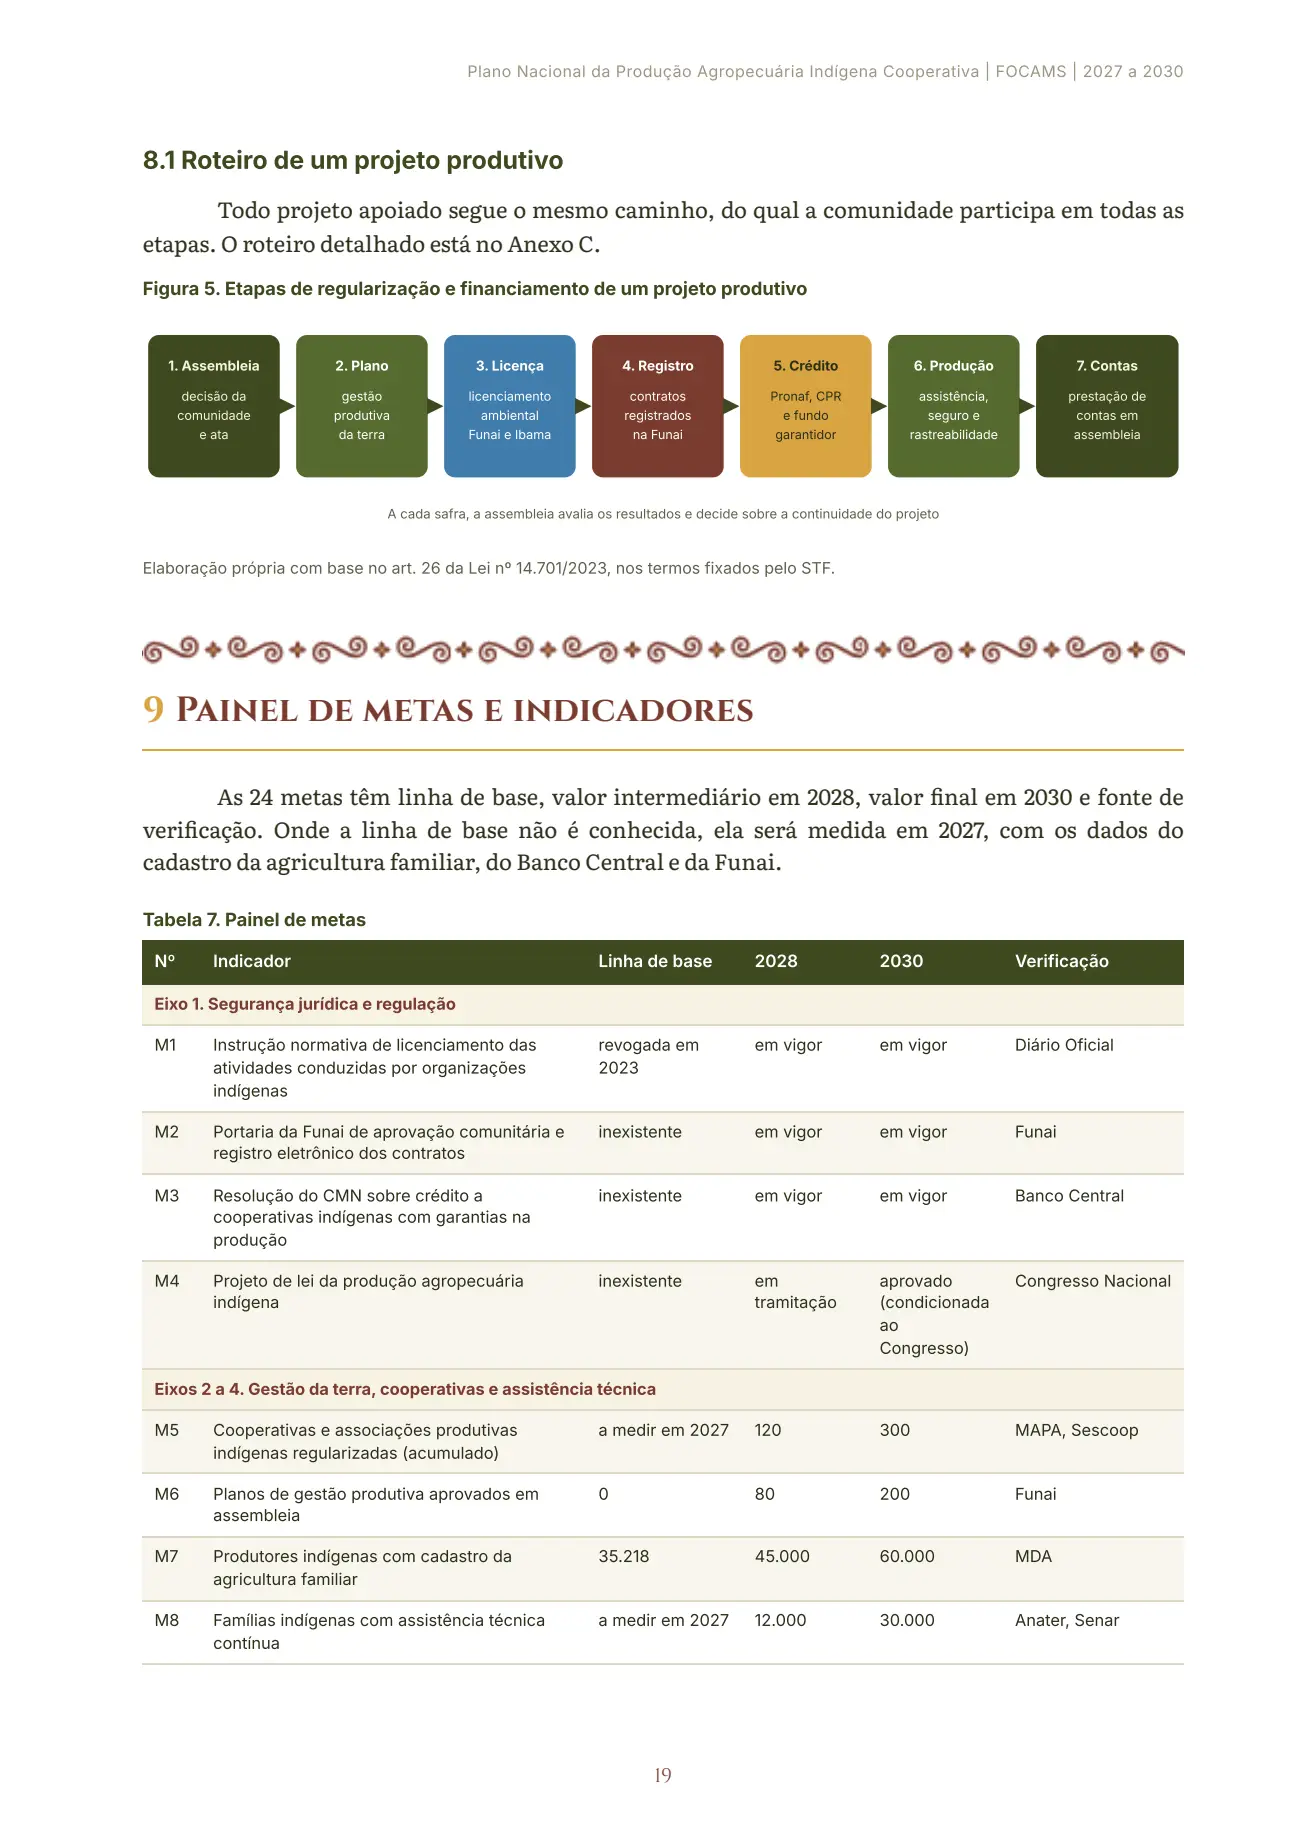 Plano Nacional da Produção Agropecuária Indígena Cooperativa | FOCAMS | 2027 a 2030
8.1 Roteiro de um projeto produtivo
Todo projeto apoiado segue o mesmo caminho, do qual a comunidade participa em todas as
etapas. O roteiro detalhado está no Anexo C.
Figura 5. Etapas de regularização e financiamento de um projeto produtivo
1. Assembleia
decisão da
comunidade
e ata
2. Plano
gestão
produtiva
da terra
3. Licença
licenciamento
ambiental
Funai e Ibama
4. Registro
contratos
registrados
na Funai
5. Crédito
Pronaf, CPR
e fundo
garantidor
6. Produção
assistência,
seguro e
rastreabilidade
7. Contas
prestação de
contas em
assembleia
A cada safra, a assembleia avalia os resultados e decide sobre a continuidade do projeto
Elaboração própria com base no art. 26 da Lei nº 14.701/2023, nos termos fixados pelo STF.
9 Painel de metas e indicadores
As 24 metas têm linha de base, valor intermediário em 2028, valor final em 2030 e fonte de
verificação. Onde a linha de base não é conhecida, ela será medida em 2027, com os dados do
cadastro da agricultura familiar, do Banco Central e da Funai.
Tabela 7. Painel de metas
Nº Indicador Linha de base 2028 2030 Verificação
Eixo 1. Segurança jurídica e regulação
M1 Instrução normativa de licenciamento das revogada em em vigor em vigor Diário Oficial
atividades conduzidas por organizações 2023
indígenas
M2 Portaria da Funai de aprovação comunitária e inexistente em vigor em vigor Funai
registro eletrônico dos contratos
M3 Resolução do CMN sobre crédito a inexistente em vigor em vigor Banco Central
cooperativas indígenas com garantias na
produção
M4 Projeto de lei da produção agropecuária inexistente em aprovado Congresso Nacional
indígena tramitação (condicionada
ao
Congresso)
Eixos 2 a 4. Gestão da terra, cooperativas e assistência técnica
M5 Cooperativas e associações produtivas a medir em 2027 120 300 MAPA, Sescoop
indígenas regularizadas (acumulado)
M6 Planos de gestão produtiva aprovados em 0 80 200 Funai
assembleia
M7 Produtores indígenas com cadastro da 35.218 45.000 60.000 MDA
agricultura familiar
M8 Famílias indígenas com assistência técnica a medir em 2027 12.000 30.000 Anater, Senar
contínua
19